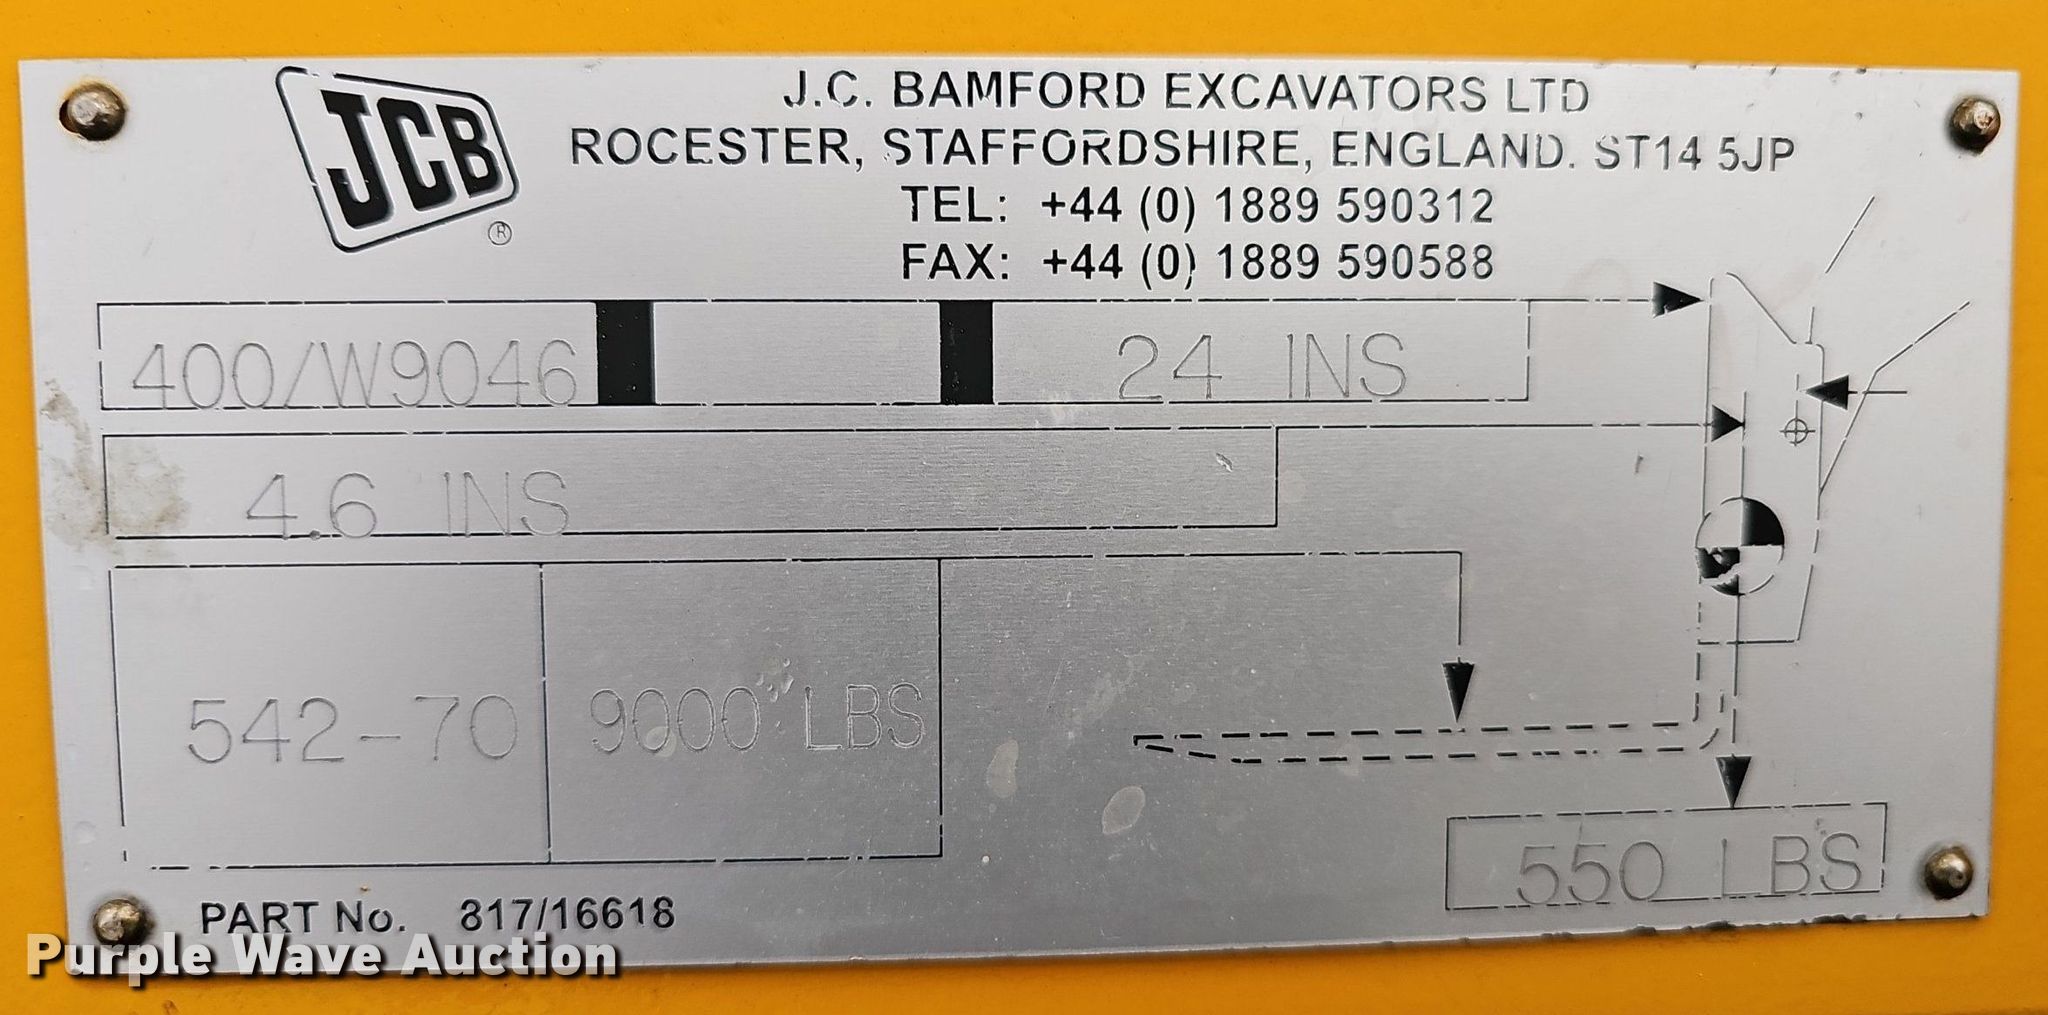 JCB
®
J.C. BAMFORD EXCAVATORS LTD
ROCESTER, STAFFORDSHIRE, ENGLAND. ST14 5JP
TEL: +44 (0) 1889 590312
FAX: +44 (0) 1889 590588
400/W9046
24 INS
4.6 INS
542-70
9000 LBS
550 LBS
PART No. 817/16618
Purple Wave Auction